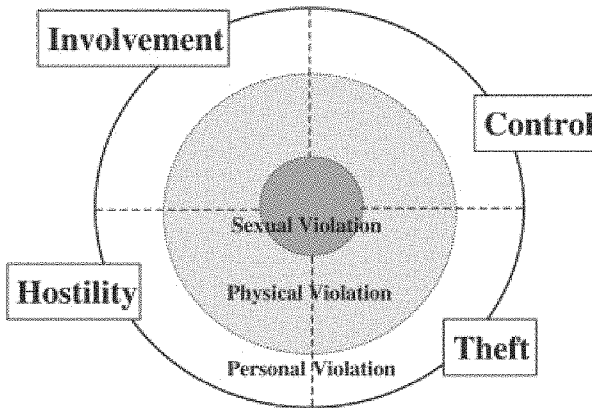 Involvement
Control
Sexual Violation
Hostility
Physical Violation
Theft
Personal Violation